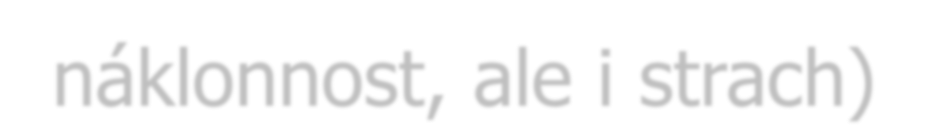 náklonnost, ale i strach)